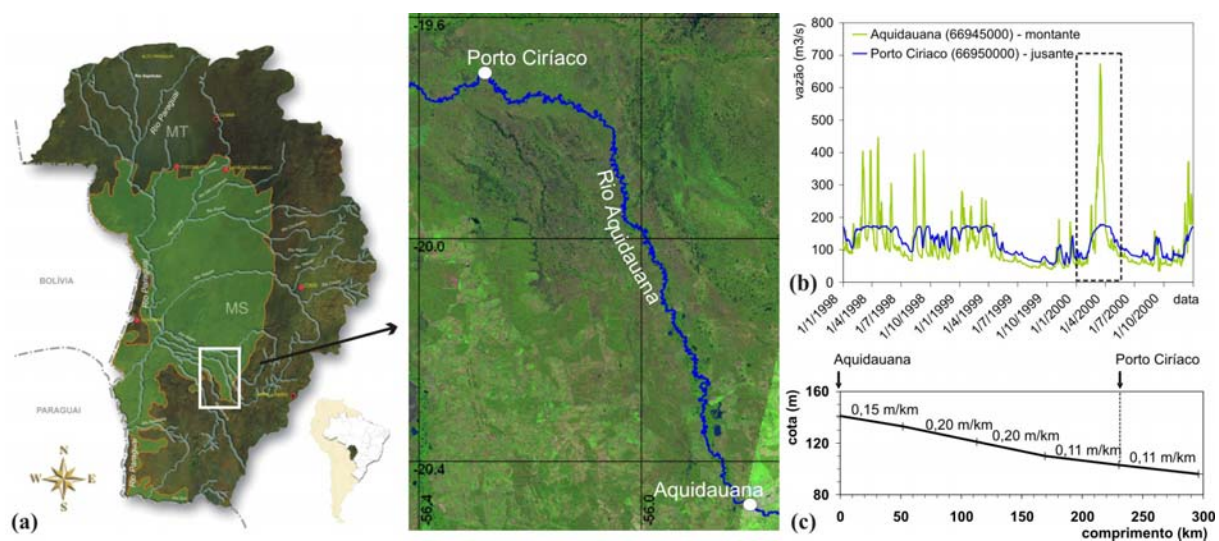 MT
Rio Paraguai
BOLÍVIA
Rio Paraguai
MS
PARAGUAI
Rio Paraguai
N
W E
S
(a)
-19.6
Porto Ciríaco
Rio Aquidauana
-20.0
-20.4
Aquidauana
-56.4
-56.0
(b)
vazão (m3/s)
800
700
600
500
400
300
200
100
0
Aquidauana (66945000) - montante
Porto Ciriaco (66950000) - jusante
1/1/1998
1/4/1998
1/7/1998
1/10/1998
1/1/1999
1/4/1999
1/7/1999
1/10/1999
1/1/2000
1/4/2000
1/7/2000
1/10/2000
data
Aquidauana
Porto Ciríaco
cota (m)
160
120
80
0,15 m/km
0,20 m/km
0,20 m/km
0,11 m/km
0,11 m/km
(c)
0 50 100 150 200 250 300
comprimento (km)